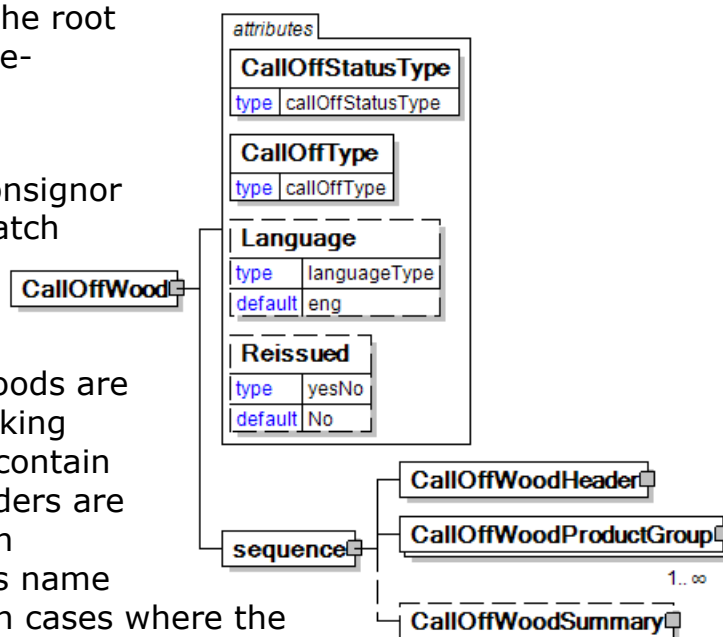 he root
e-
onsignor
atch
oods are
king
contain
ders are
n
s name
n cases where the
attributes
CallOffStatusType
type callOffStatusType
CallOffType
type callOffType
Language
type languageType
default eng
Reissued
type yesNo
default No
CallOffWood
sequence
CallOffWoodHeader
CallOffWoodProductGroup
1.. ∞
CallOffWoodSummary